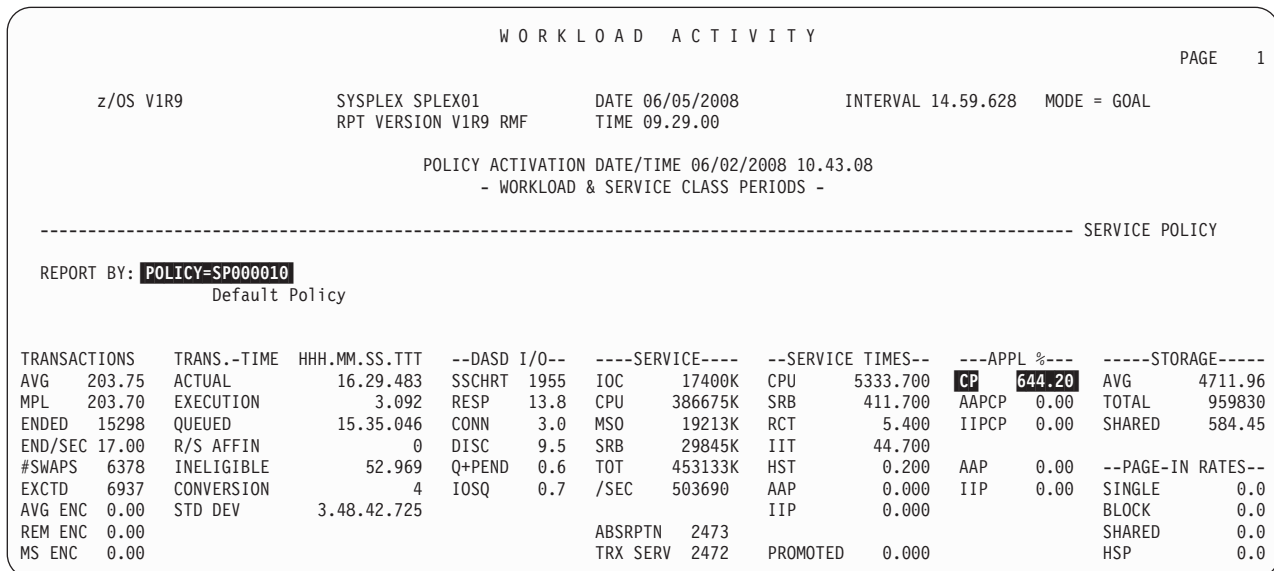 W O R K L O A D   A C T I V I T Y
PAGE    1
z/OS V1R9    SYSPLEX SPLEX01    DATE 06/05/2008    INTERVAL 14.59.628   MODE = GOAL
RPT VERSION V1R9 RMF    TIME 09.29.00
POLICY ACTIVATION DATE/TIME 06/02/2008 10.43.08
- WORKLOAD & SERVICE CLASS PERIODS -
------------------------------------------------------------------------------------------------------------ SERVICE POLICY
REPORT BY: POLICY=SP000010
Default Policy
TRANSACTIONS   TRANS.-TIME  HHH.MM.SS.TTT   --DASD I/O--   ----SERVICE----   --SERVICE TIMES--   ---APPL %---   -----STORAGE-----
AVG    203.75   ACTUAL   16.29.483   SSCHRT  1955   IOC   17400K   CPU   5333.700   CP   644.20   AVG   4711.96
MPL    203.70   EXECUTION   3.092   RESP   13.8   CPU   386675K   SRB   411.700   AAPCP   0.00   TOTAL   959830
ENDED   15298   QUEUED   15.35.046   CONN   3.0   MSO   19213K   RCT   5.400   IIPCP   0.00   SHARED   584.45
END/SEC 17.00   R/S AFFIN   0   DISC   9.5   SRB   29845K   IIT   44.700
#SWAPS   6378   INELIGIBLE   52.969   Q+PEND   0.6   TOT   453133K   HST   0.200   AAP   0.00   --PAGE-IN RATES--
EXCTD   6937   CONVERSION   4   IOSQ   0.7   /SEC   503690   AAP   0.000   IIP   0.00   SINGLE   0.0
AVG ENC  0.00   STD DEV   3.48.42.725   IIP   0.000   BLOCK   0.0
REM ENC  0.00   ABSRPTN   2473   SHARED   0.0
MS ENC   0.00   TRX SERV  2472   PROMOTED   0.000   HSP   0.0